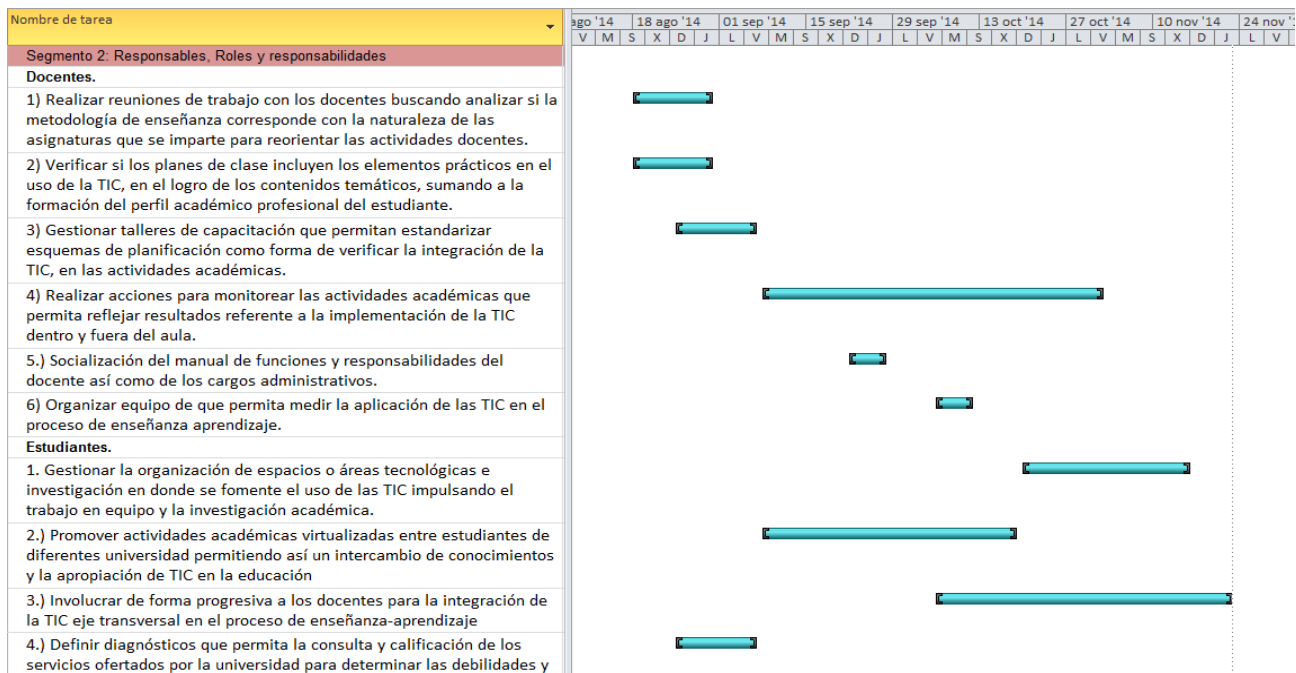 Nombre de tarea
ago '14 18 ago '14 01 sep '14 15 sep '14 29 sep '14 13 oct '14 27 oct '14 10 nov '14 24 nov '1
V M S X D J L V M S X D J L V M S X D J L V M S X D J L V
Segmento 2: Responsables, Roles y responsabilidades
Docentes.
1) Realizar reuniones de trabajo con los docentes buscando analizar si la
metodología de enseñanza corresponde con la naturaleza de las
asignaturas que se imparte para reorientar las actividades docentes.
2) Verificar si los planes de clase incluyen los elementos prácticos en el
uso de la TIC, en el logro de los contenidos temáticos, sumando a la
formación del perfil académico profesional del estudiante.
3) Gestionar talleres de capacitación que permitan estandarizar
esquemas de planificación como forma de verificar la integración de la
TIC, en las actividades académicas.
4) Realizar acciones para monitorear las actividades académicas que
permita reflejar resultados referente a la implementación de la TIC
dentro y fuera del aula.
5.) Socialización del manual de funciones y responsabilidades del
docente así como de los cargos administrativos.
6) Organizar equipo de que permita medir la aplicación de las TIC en el
proceso de enseñanza aprendizaje.
Estudiantes.
1. Gestionar la organización de espacios o áreas tecnológicas e
investigación en donde se fomente el uso de las TIC impulsando el
trabajo en equipo y la investigación académica.
2.) Promover actividades académicas virtualizadas entre estudiantes de
diferentes universidad permitiendo así un intercambio de conocimientos
y la apropiación de TIC en la educación
3.) Involucrar de forma progresiva a los docentes para la integración de
la TIC eje transversal en el proceso de enseñanza-aprendizaje
4.) Definir diagnósticos que permita la consulta y calificación de los
servicios ofertados por la universidad para determinar las debilidades y